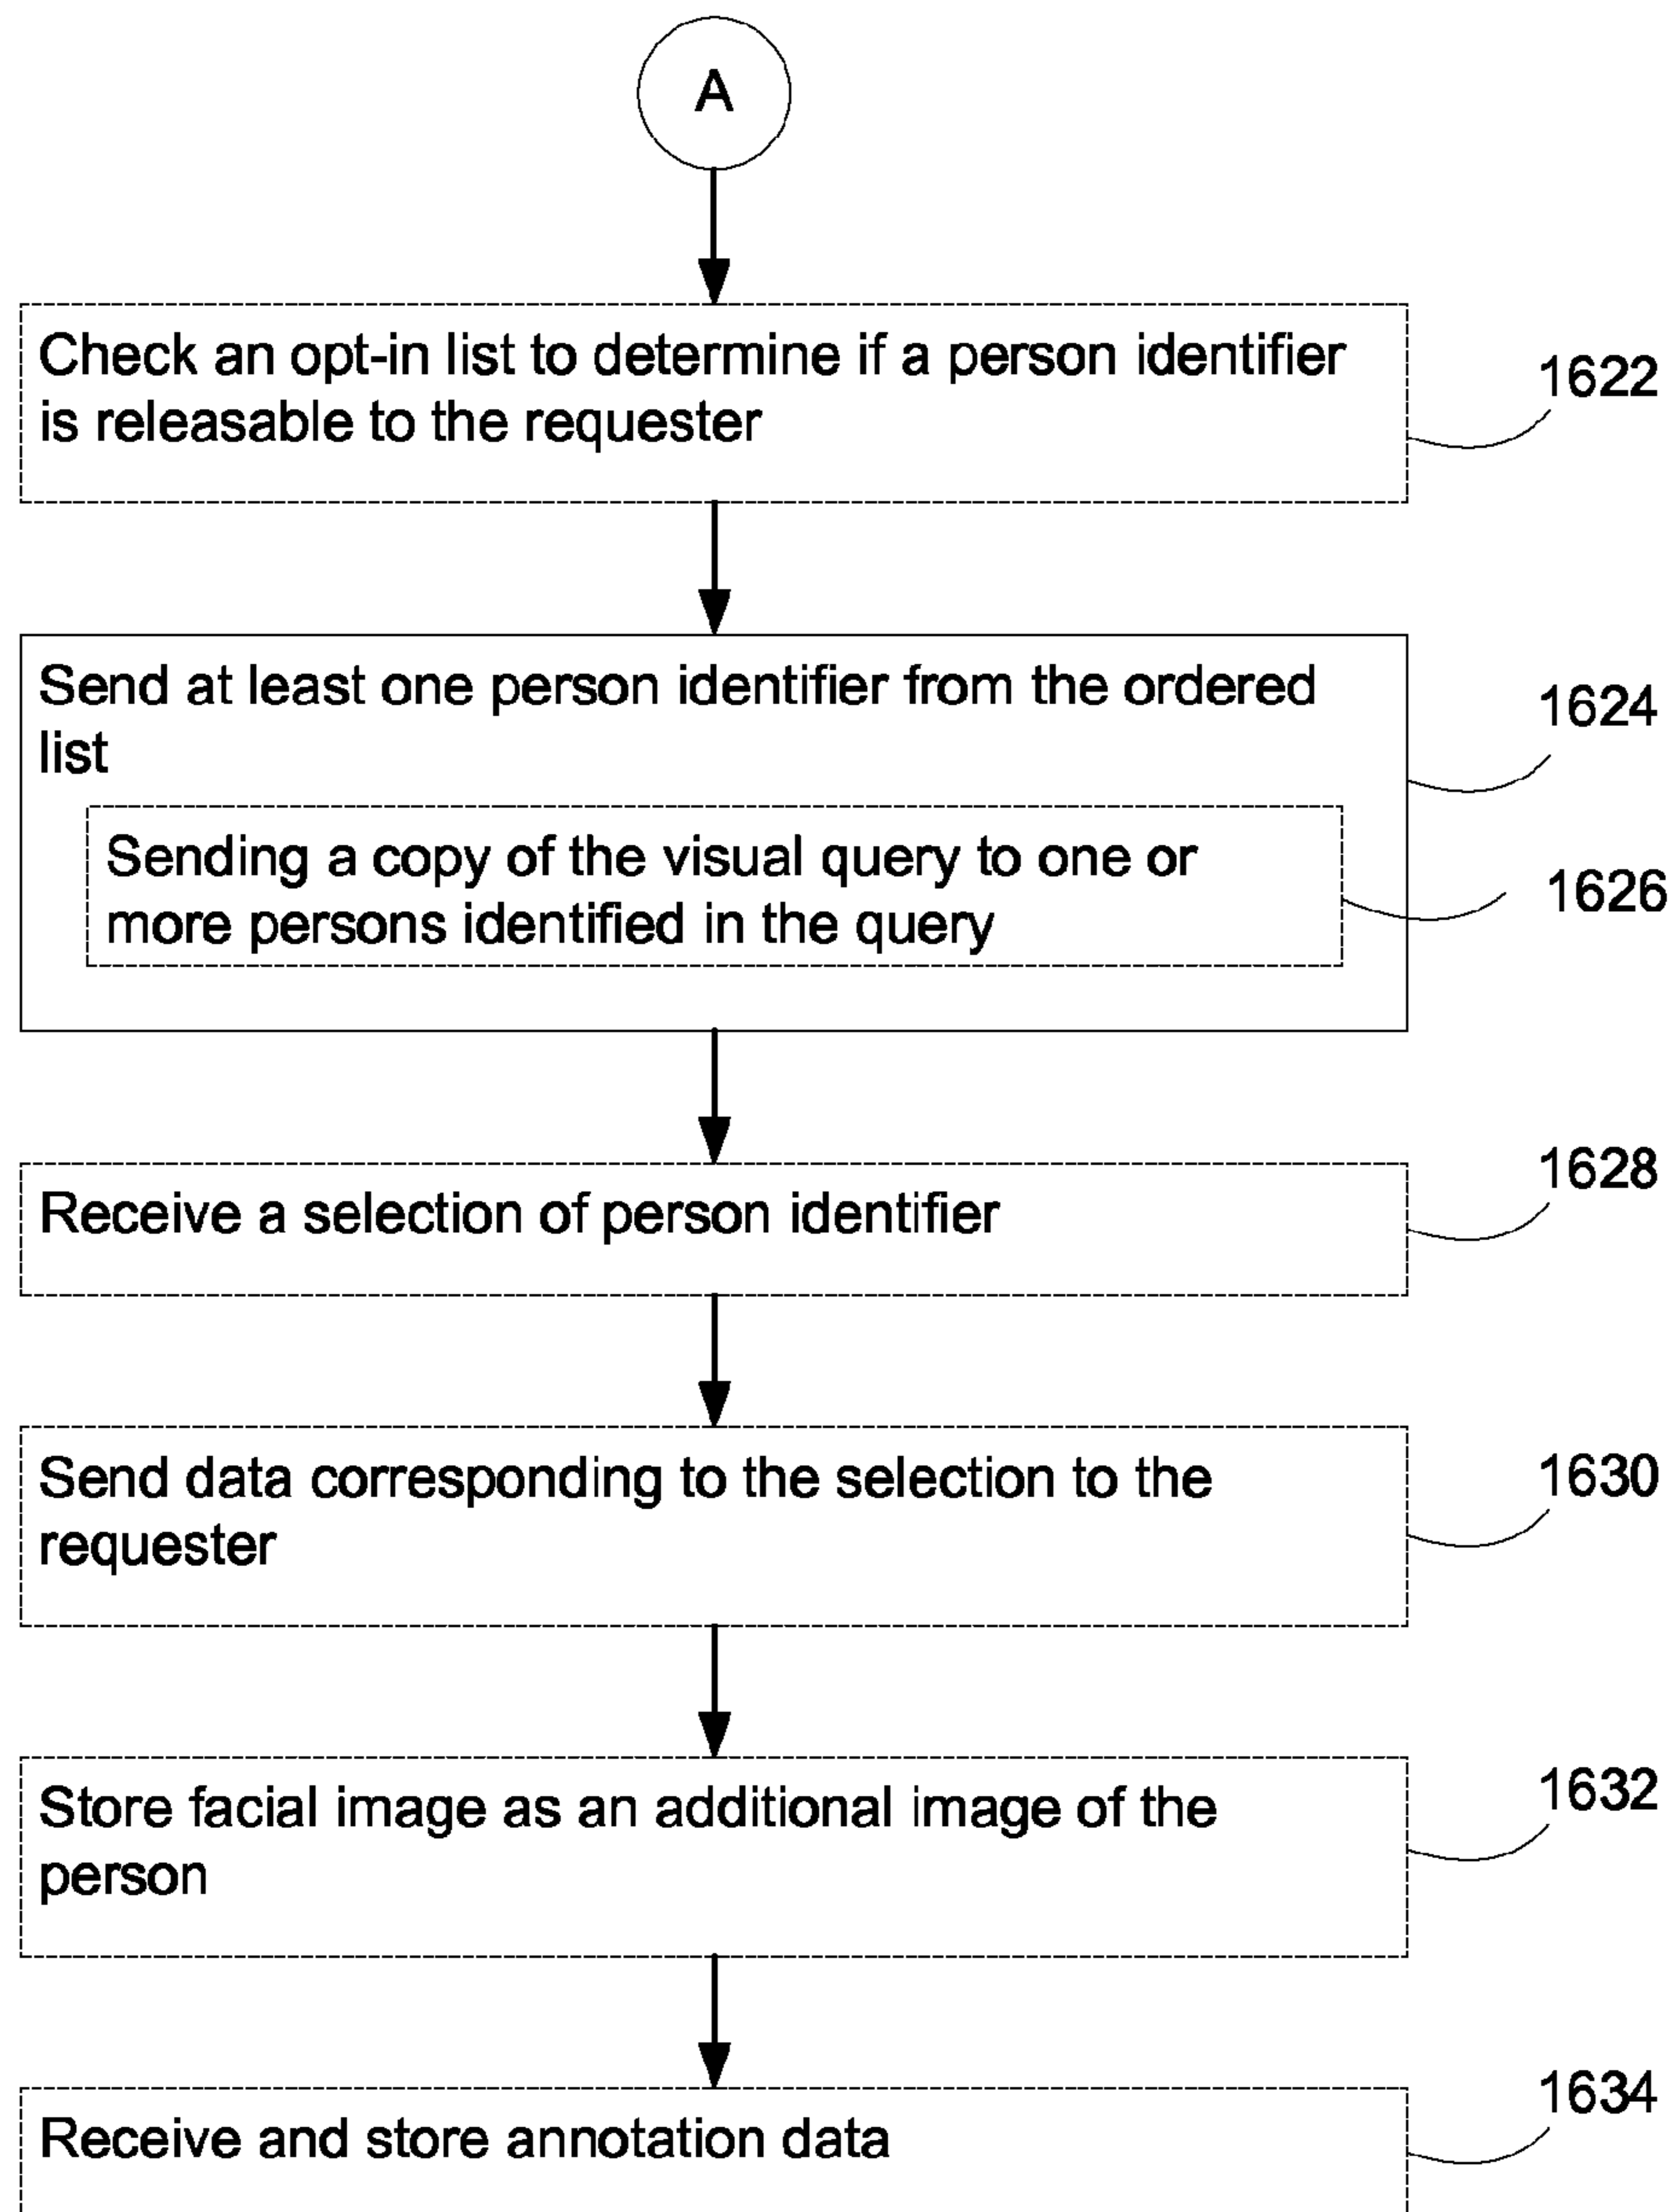 A
Check an opt-in list to determine if a person identifier
is releasable to the requester
1622
Send at least one person identifier from the ordered
list
1624
Sending a copy of the visual query to one or
more persons identified in the query
1626
Receive a selection of person identifier
1628
Send data corresponding to the selection to the
requester
1630
Store facial image as an additional image of the
person
1632
Receive and store annotation data
1634